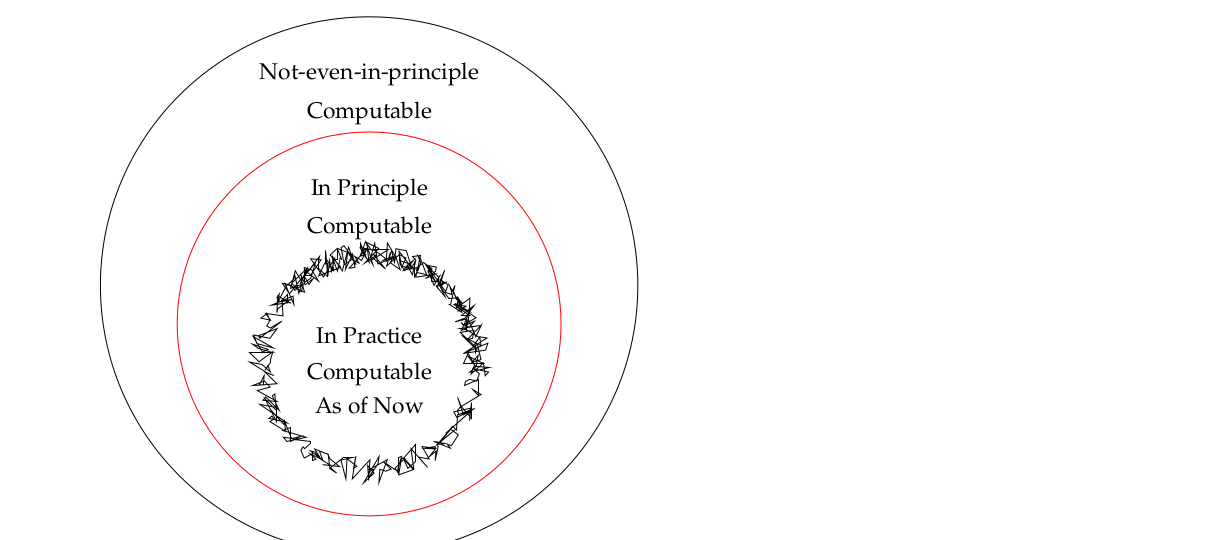 Not-even-in-principle
Computable
In Principle
Computable
In Practice
Computable
As of Now